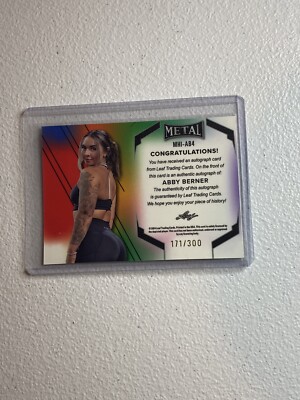 METAL
MHI-AB4
CONGRATULATIONS!
You have received an autograph card
from Leaf Trading Cards. On the front of
this card is an authentic autograph of:
ABBY BERNER
The authenticity of this autograph
is guaranteed by Leaf Trading Cards.
We hope you enjoy your piece of history!
Leaf
171/300